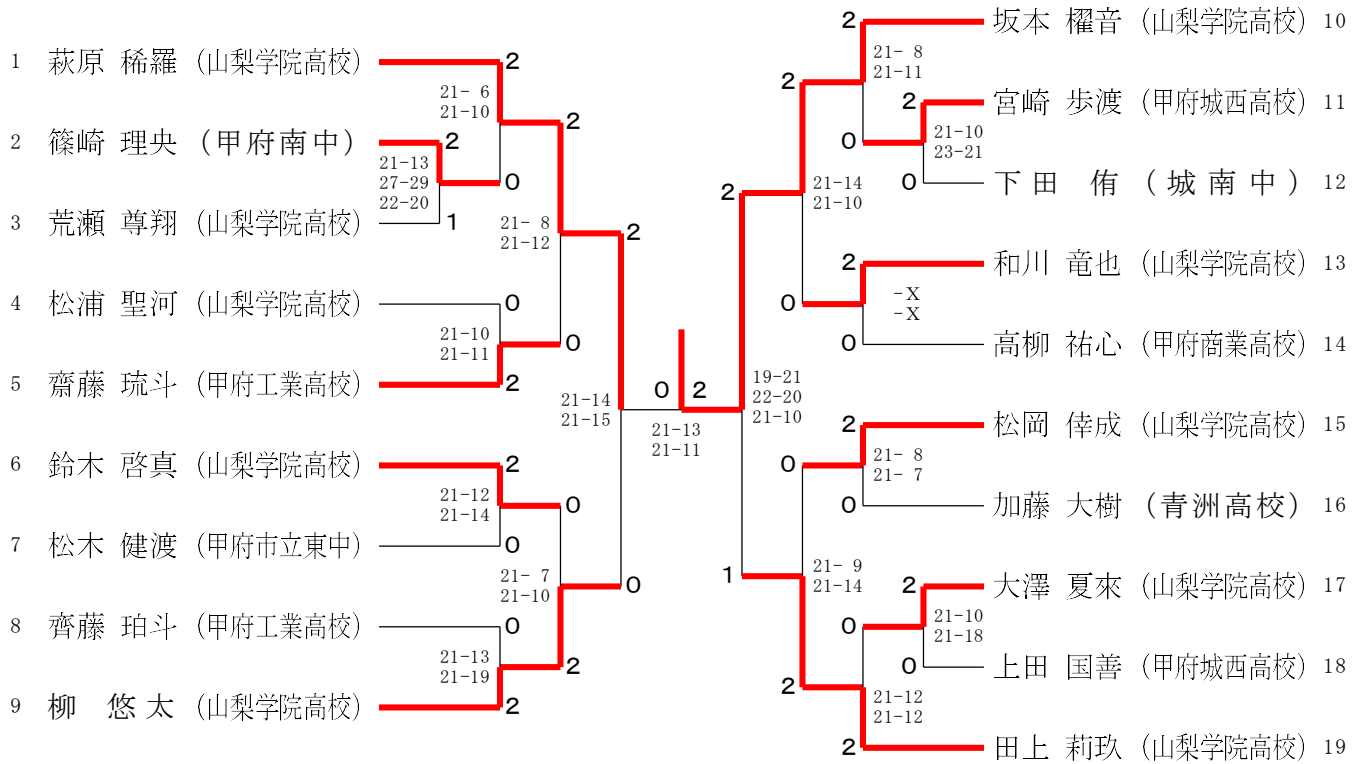 1 萩原 稀羅 (山梨学院高校) 2
21- 6
21-10
2
2 篠崎 理央 (甲府南中) 2
21-13
27-29
22-20
0
3 荒瀬 尊翔 (山梨学院高校) 1
21- 8
21-12
2
4 松浦 聖河 (山梨学院高校) 0
21-10
21-11
0
5 齋藤 琉斗 (甲府工業高校) 2
21-14
21-15
6 鈴木 啓真 (山梨学院高校) 2
21-12
21-14
0
7 松木 健渡 (甲府市立東中) 0
21- 7
21-10
0
8 齊藤 珀斗 (甲府工業高校) 0
21-13
21-19
2
9 柳 悠太 (山梨学院高校) 2
0 2
21-13
21-11
2 坂本 櫂音 (山梨学院高校) 10
21- 8
21-11
2
2 宮崎 歩渡 (甲府城西高校) 11
21-10
23-21
0
0 下田 侑 (城南中) 12
21-14
21-10
2
2 和川 竜也 (山梨学院高校) 13
-X
-X
0
0 高柳 祐心 (甲府商業高校) 14
19-21
22-20
21-10
2 松岡 倖成 (山梨学院高校) 15
21- 8
21- 7
0
0 加藤 大樹 (青洲高校) 16
21- 9
21-14
1
2 大澤 夏來 (山梨学院高校) 17
21-10
21-18
0
0 上田 国善 (甲府城西高校) 18
21-12
21-12
2
2 田上 莉玖 (山梨学院高校) 19